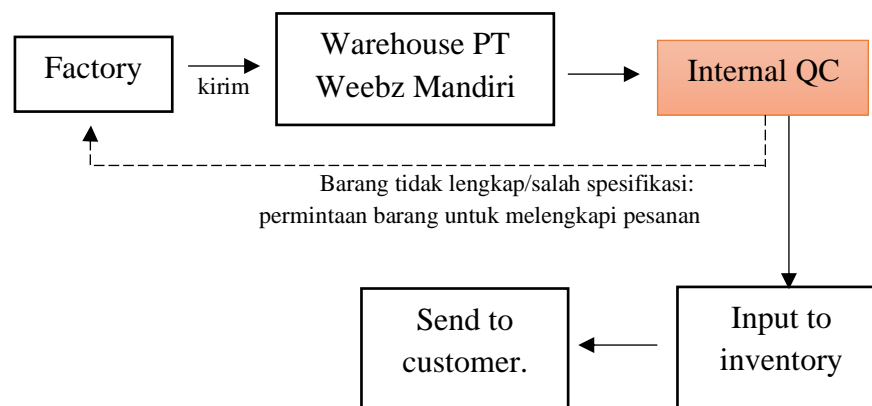 Factory
kirim
Warehouse PT
Weebz Mandiri
Internal QC
Barang tidak lengkap/salah spesifikasi:
permintaan barang untuk melengkapi pesanan
Send to
customer.
Input to
inventory